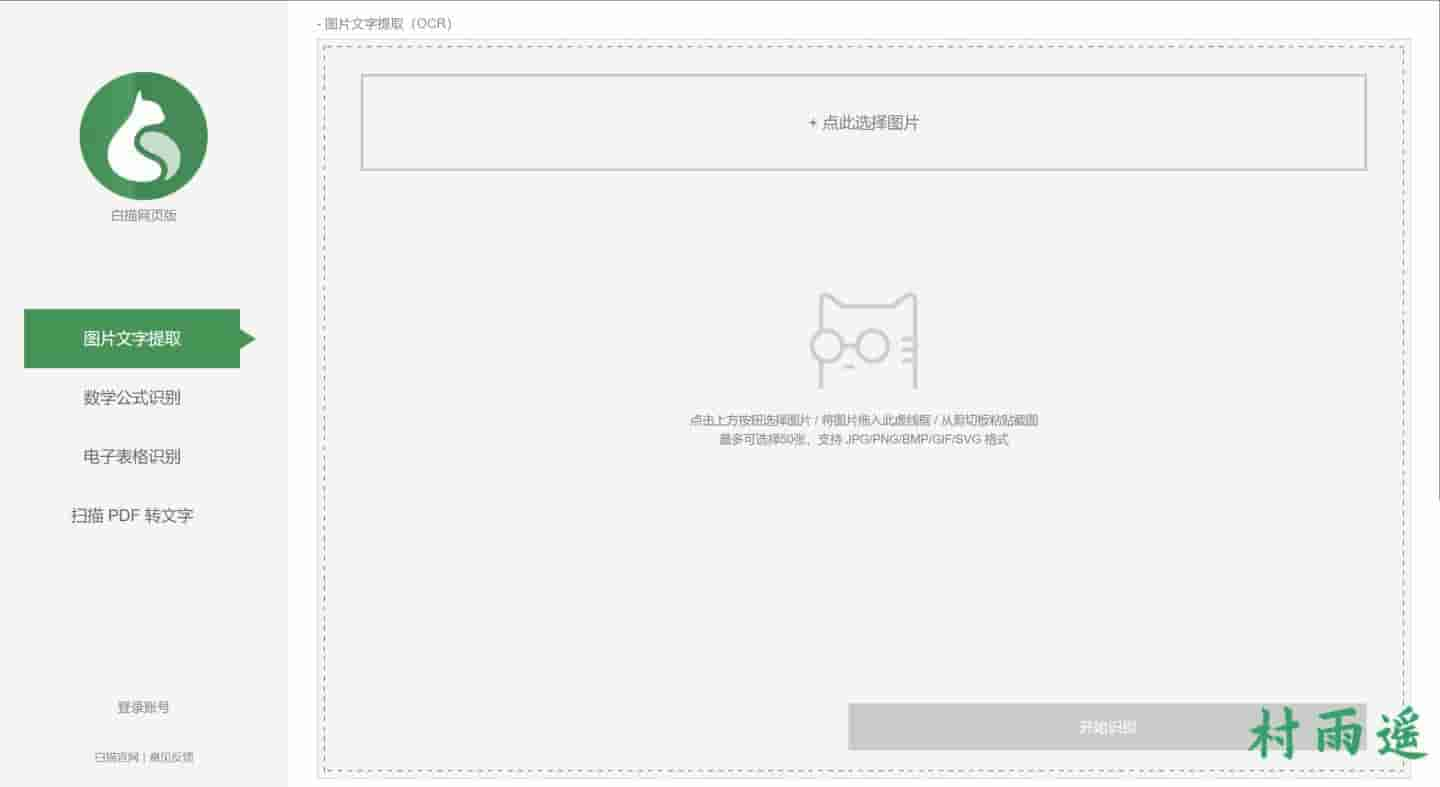 - 图片文字提取（OCR）
+ 点此选择图片
白描网页版
图片文字提取
数学公式识别
电子表格识别
扫描 PDF 转文字
点击上方按钮选择图片 / 将图片拖入此虚线框 / 从剪切板粘贴截图
最多可选择50张，支持 JPG/PNG/BMP/GIF/SVG 格式
登录账号
白描官网 | 意见反馈
开始识别
村雨遥